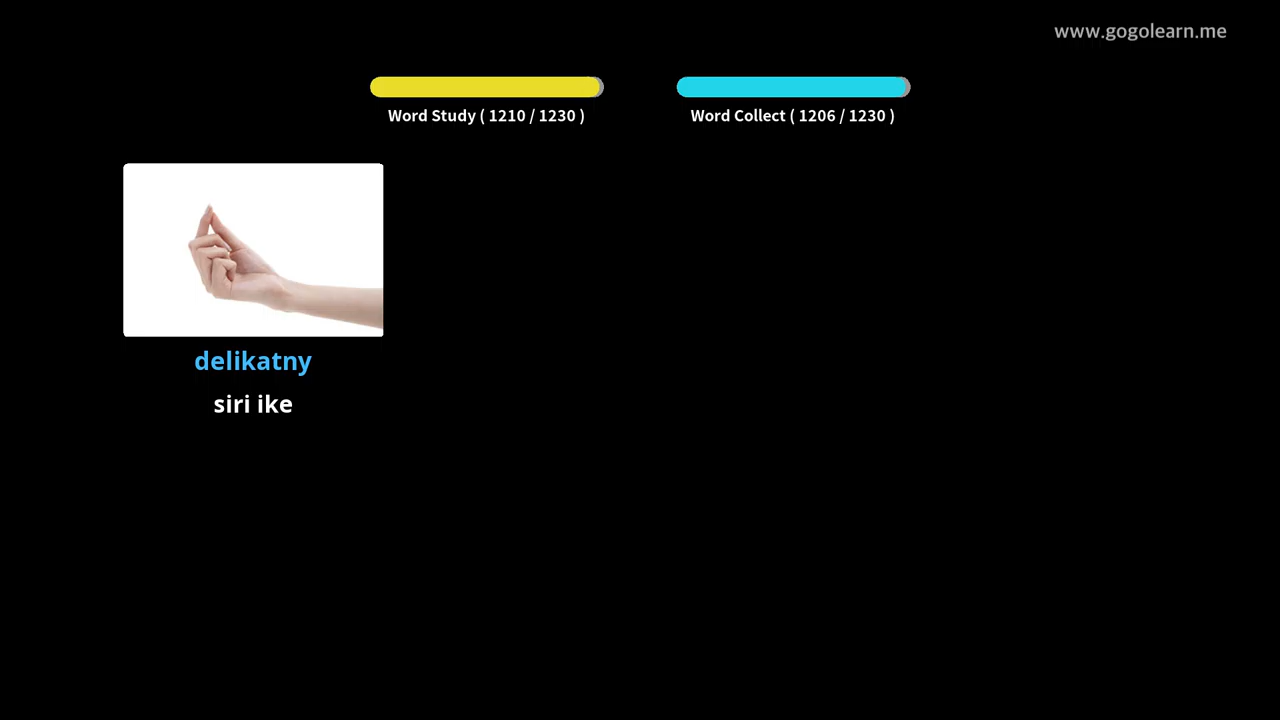 www.gogolearn.me
Word Study ( 1210 / 1230 )
Word Collect ( 1206 / 1230 )
delikatny
siri ike